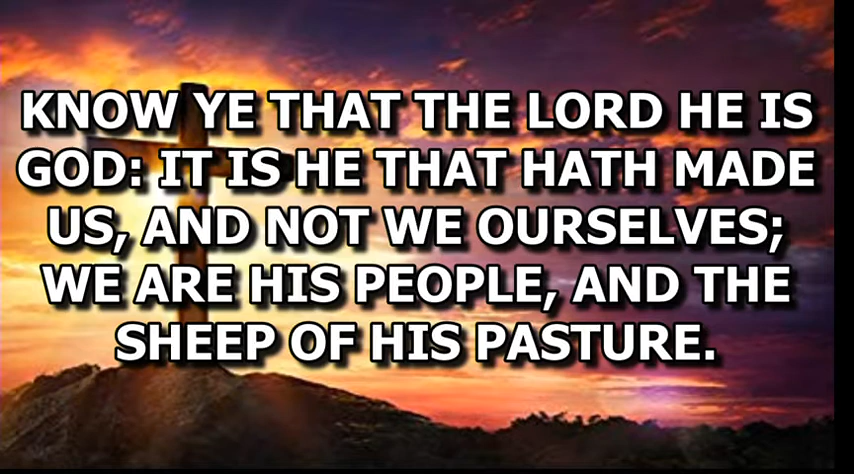 KNOW YE THAT THE LORD HE IS
GOD: IT IS HE THAT HATH MADE
US, AND NOT WE OURSELVES;
WE ARE HIS PEOPLE, AND THE
SHEEP OF HIS PASTURE.